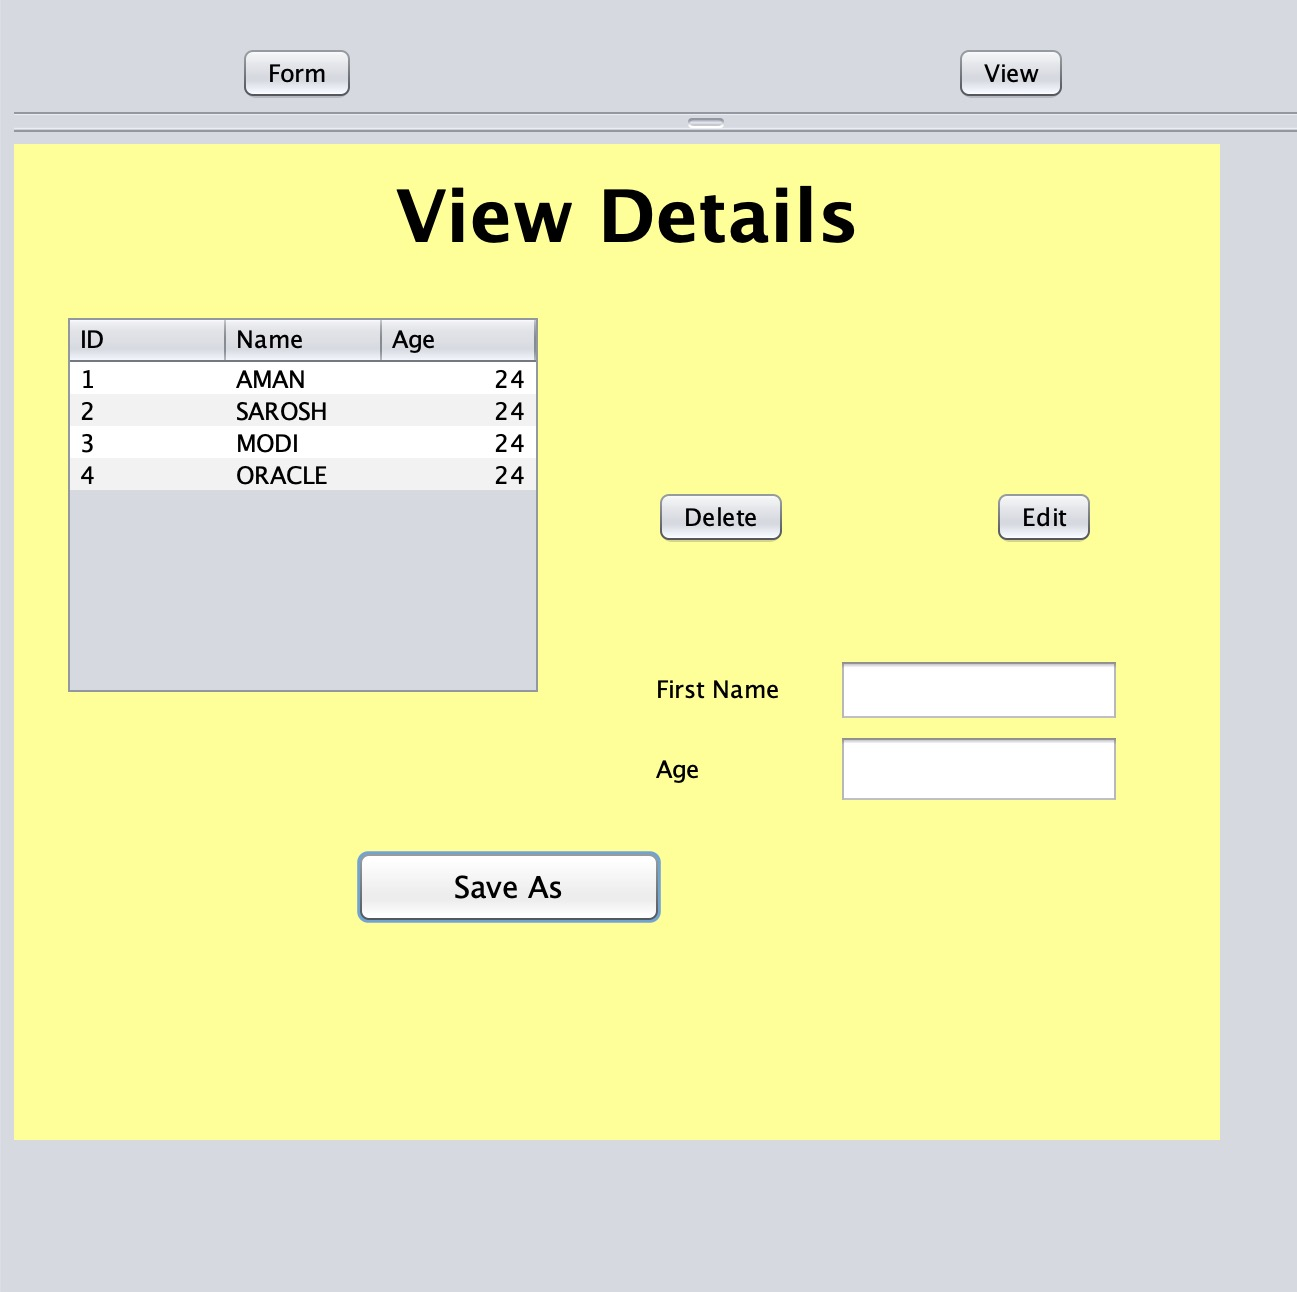 Form View
View Details
ID Name Age
1 AMAN 24
2 SAROSH 24
3 MODI 24
4 ORACLE 24
Delete Edit
First Name
Age
Save As